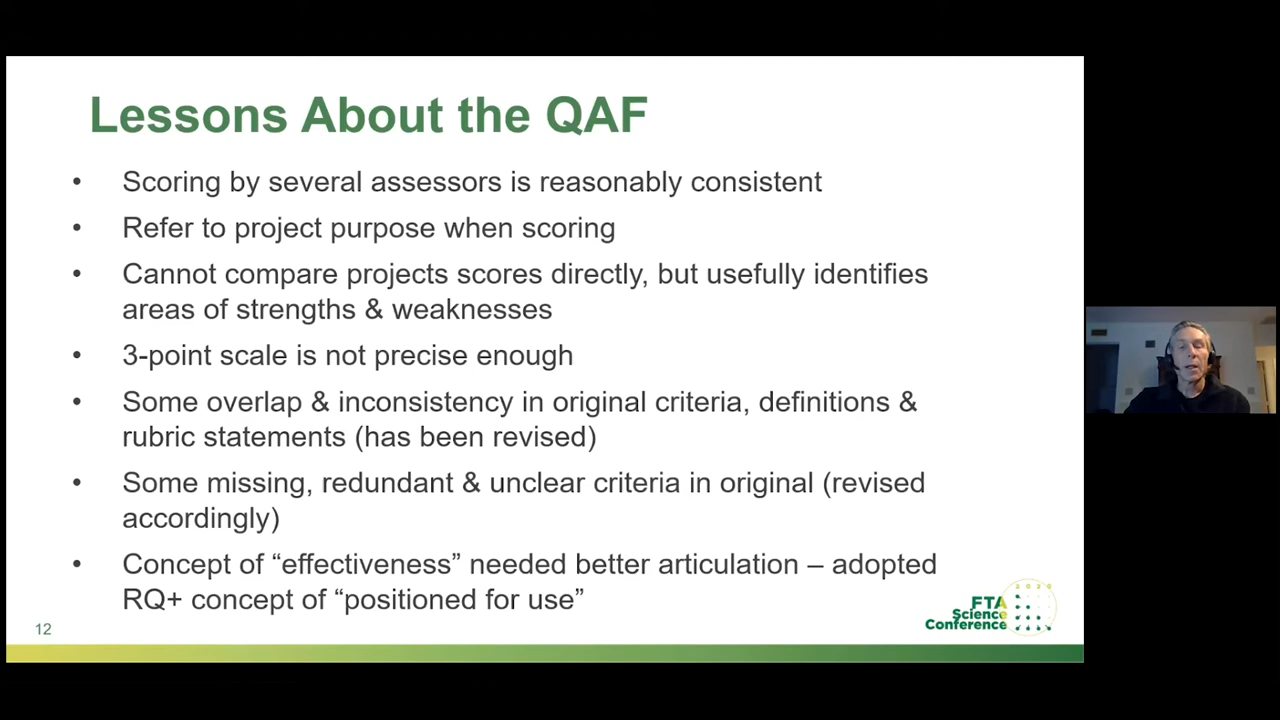 Lessons About the QAF
• Scoring by several assessors is reasonably consistent
• Refer to project purpose when scoring
• Cannot compare projects scores directly, but usefully identifies
areas of strengths & weaknesses
• 3-point scale is not precise enough
• Some overlap & inconsistency in original criteria, definitions &
rubric statements (has been revised)
• Some missing, redundant & unclear criteria in original (revised
accordingly)
• Concept of “effectiveness” needed better articulation – adopted
RQ+ concept of “positioned for use”
12
2020
FTA
Science
Conference